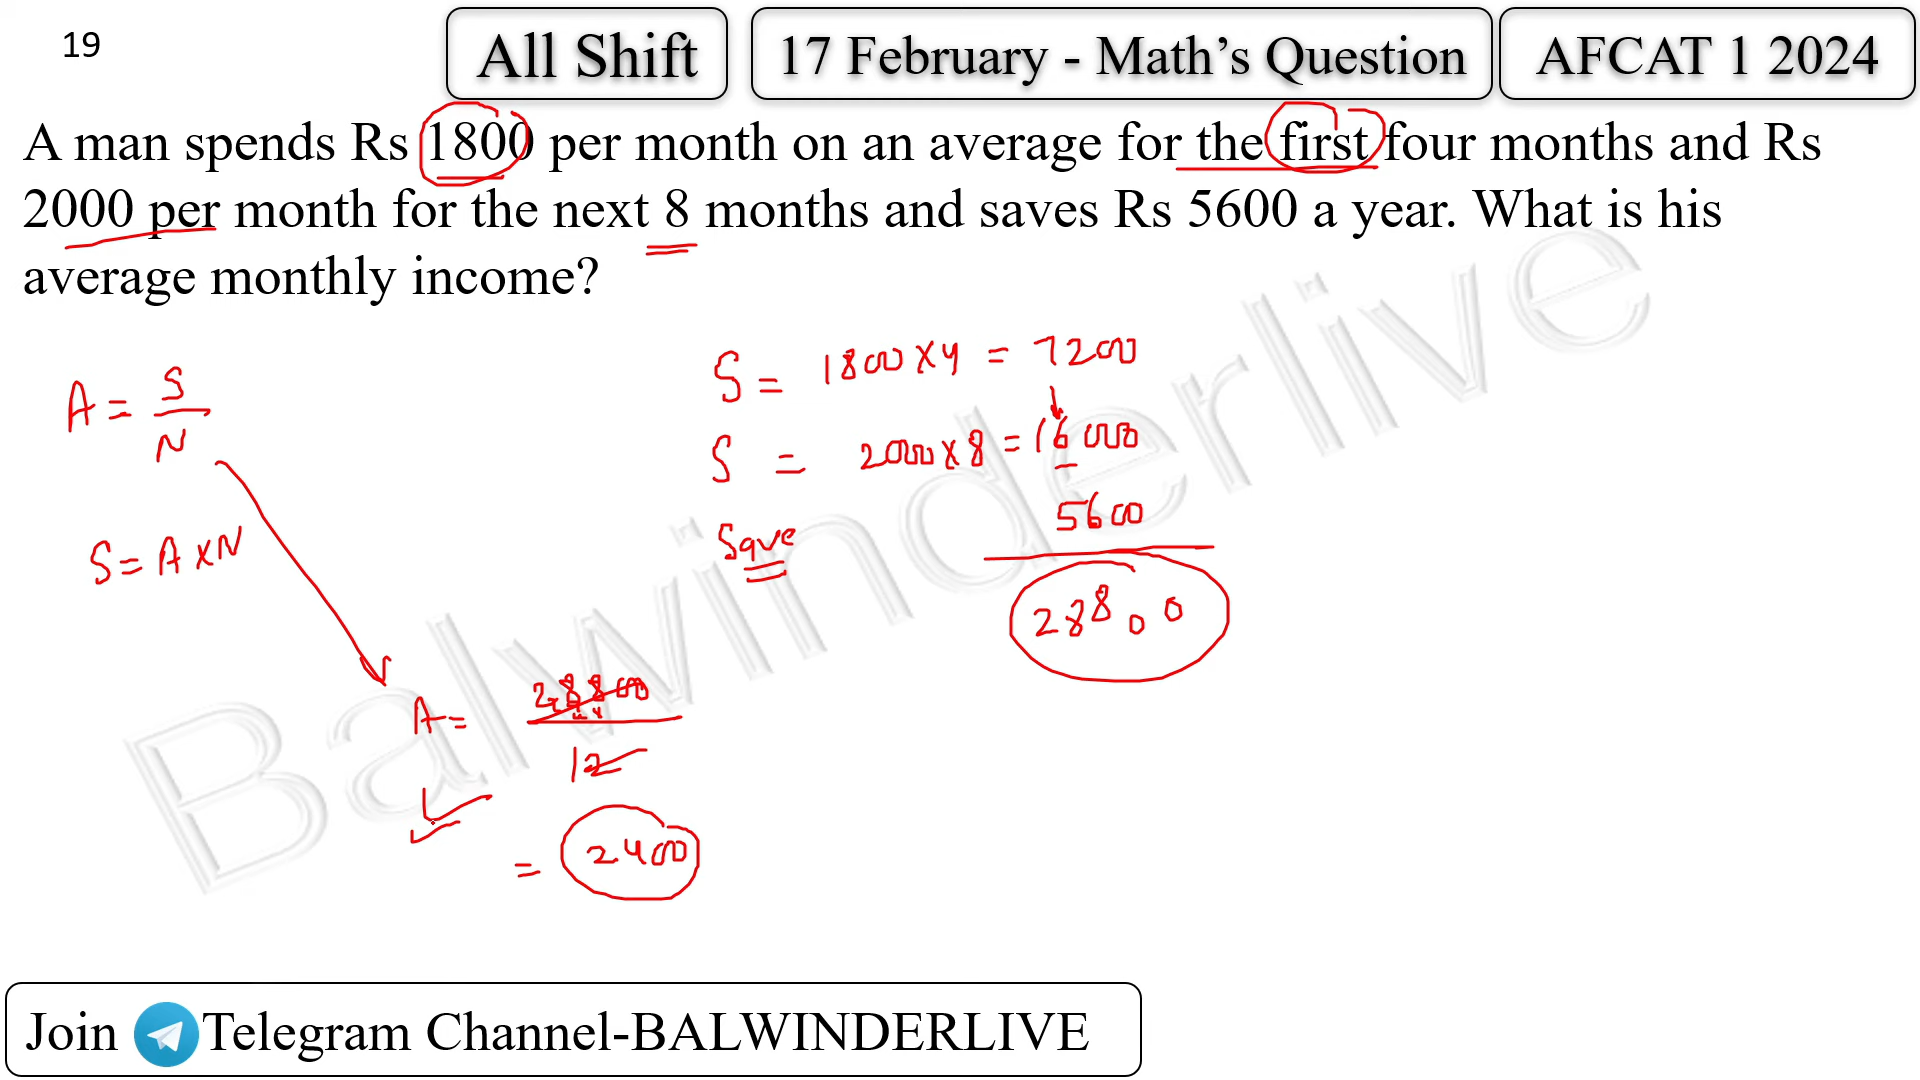 19
All Shift
17 February - Math’s Question
AFCAT 1 2024
A man spends Rs 1800 per month on an average for the first four months and Rs
2000 per month for the next 8 months and saves Rs 5600 a year. What is his
average monthly income?
A = S/N
S = A × N
S = 1800 × 4 = 7200
S = 2000 × 8 = 16000
Save 5600
28800
A = 28800/12
= 2400
Balwinderlive
Join Telegram Channel-BALWINDERLIVE